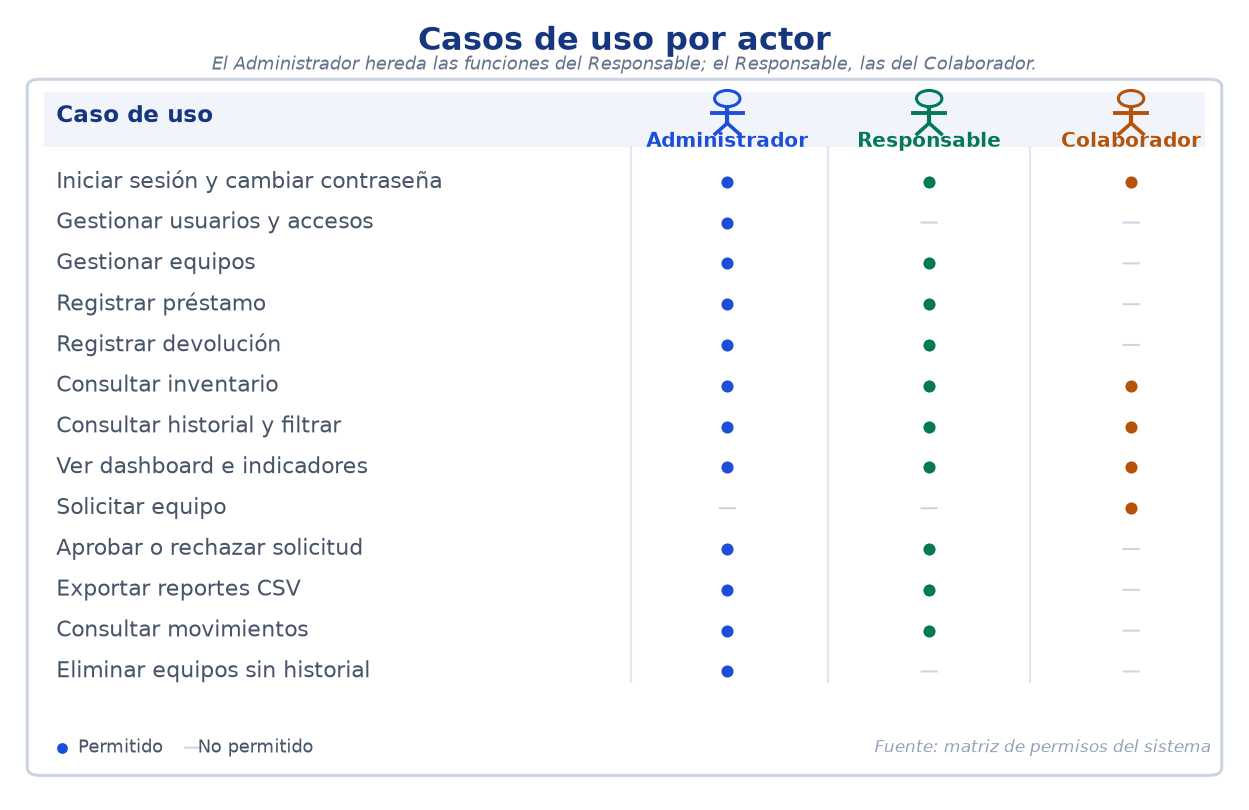 Casos de uso por actor
El Administrador hereda las funciones del Responsable; el Responsable, las del Colaborador.
Caso de uso Administrador Responsable Colaborador
Iniciar sesión y cambiar contraseña ● ● ●
Gestionar usuarios y accesos ● — —
Gestionar equipos ● ● —
Registrar préstamo ● ● —
Registrar devolución ● ● —
Consultar inventario ● ● ●
Consultar historial y filtrar ● ● ●
Ver dashboard e indicadores ● ● ●
Solicitar equipo — — ●
Aprobar o rechazar solicitud ● ● —
Exportar reportes CSV ● ● —
Consultar movimientos ● ● —
Eliminar equipos sin historial ● — —
● Permitido — No permitido Fuente: matriz de permisos del sistema